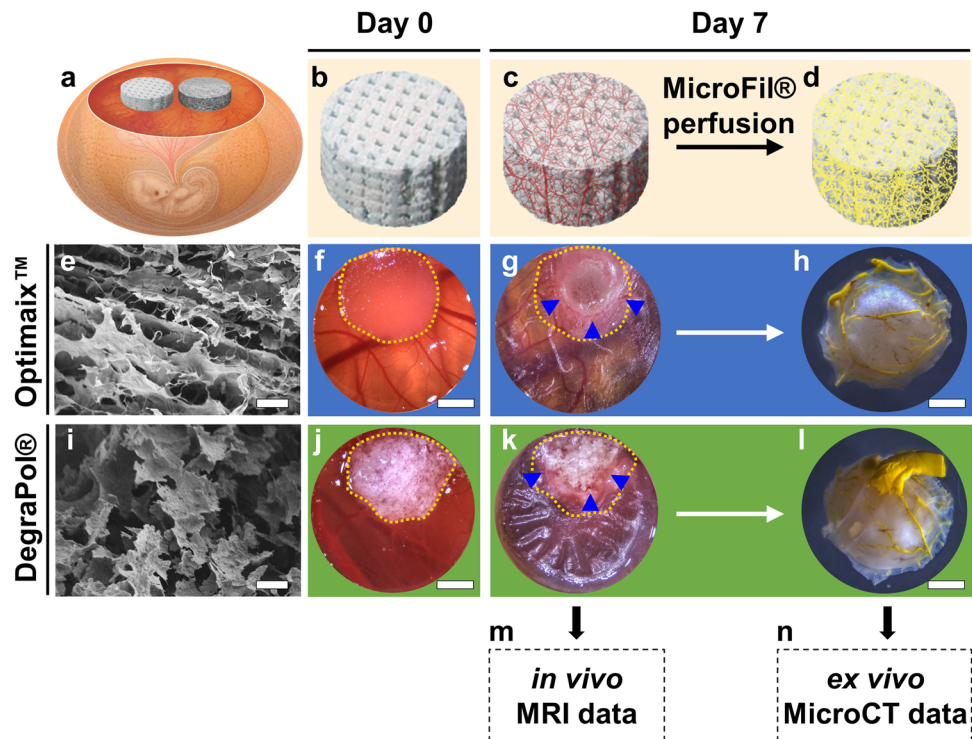 Day 0
Day 7
a
b
c
MicroFil®
perfusion
d
Optimaix™
e
f
g
h
DegraPol®
i
j
k
l
m
in vivo
MRI data
n
ex vivo
MicroCT data